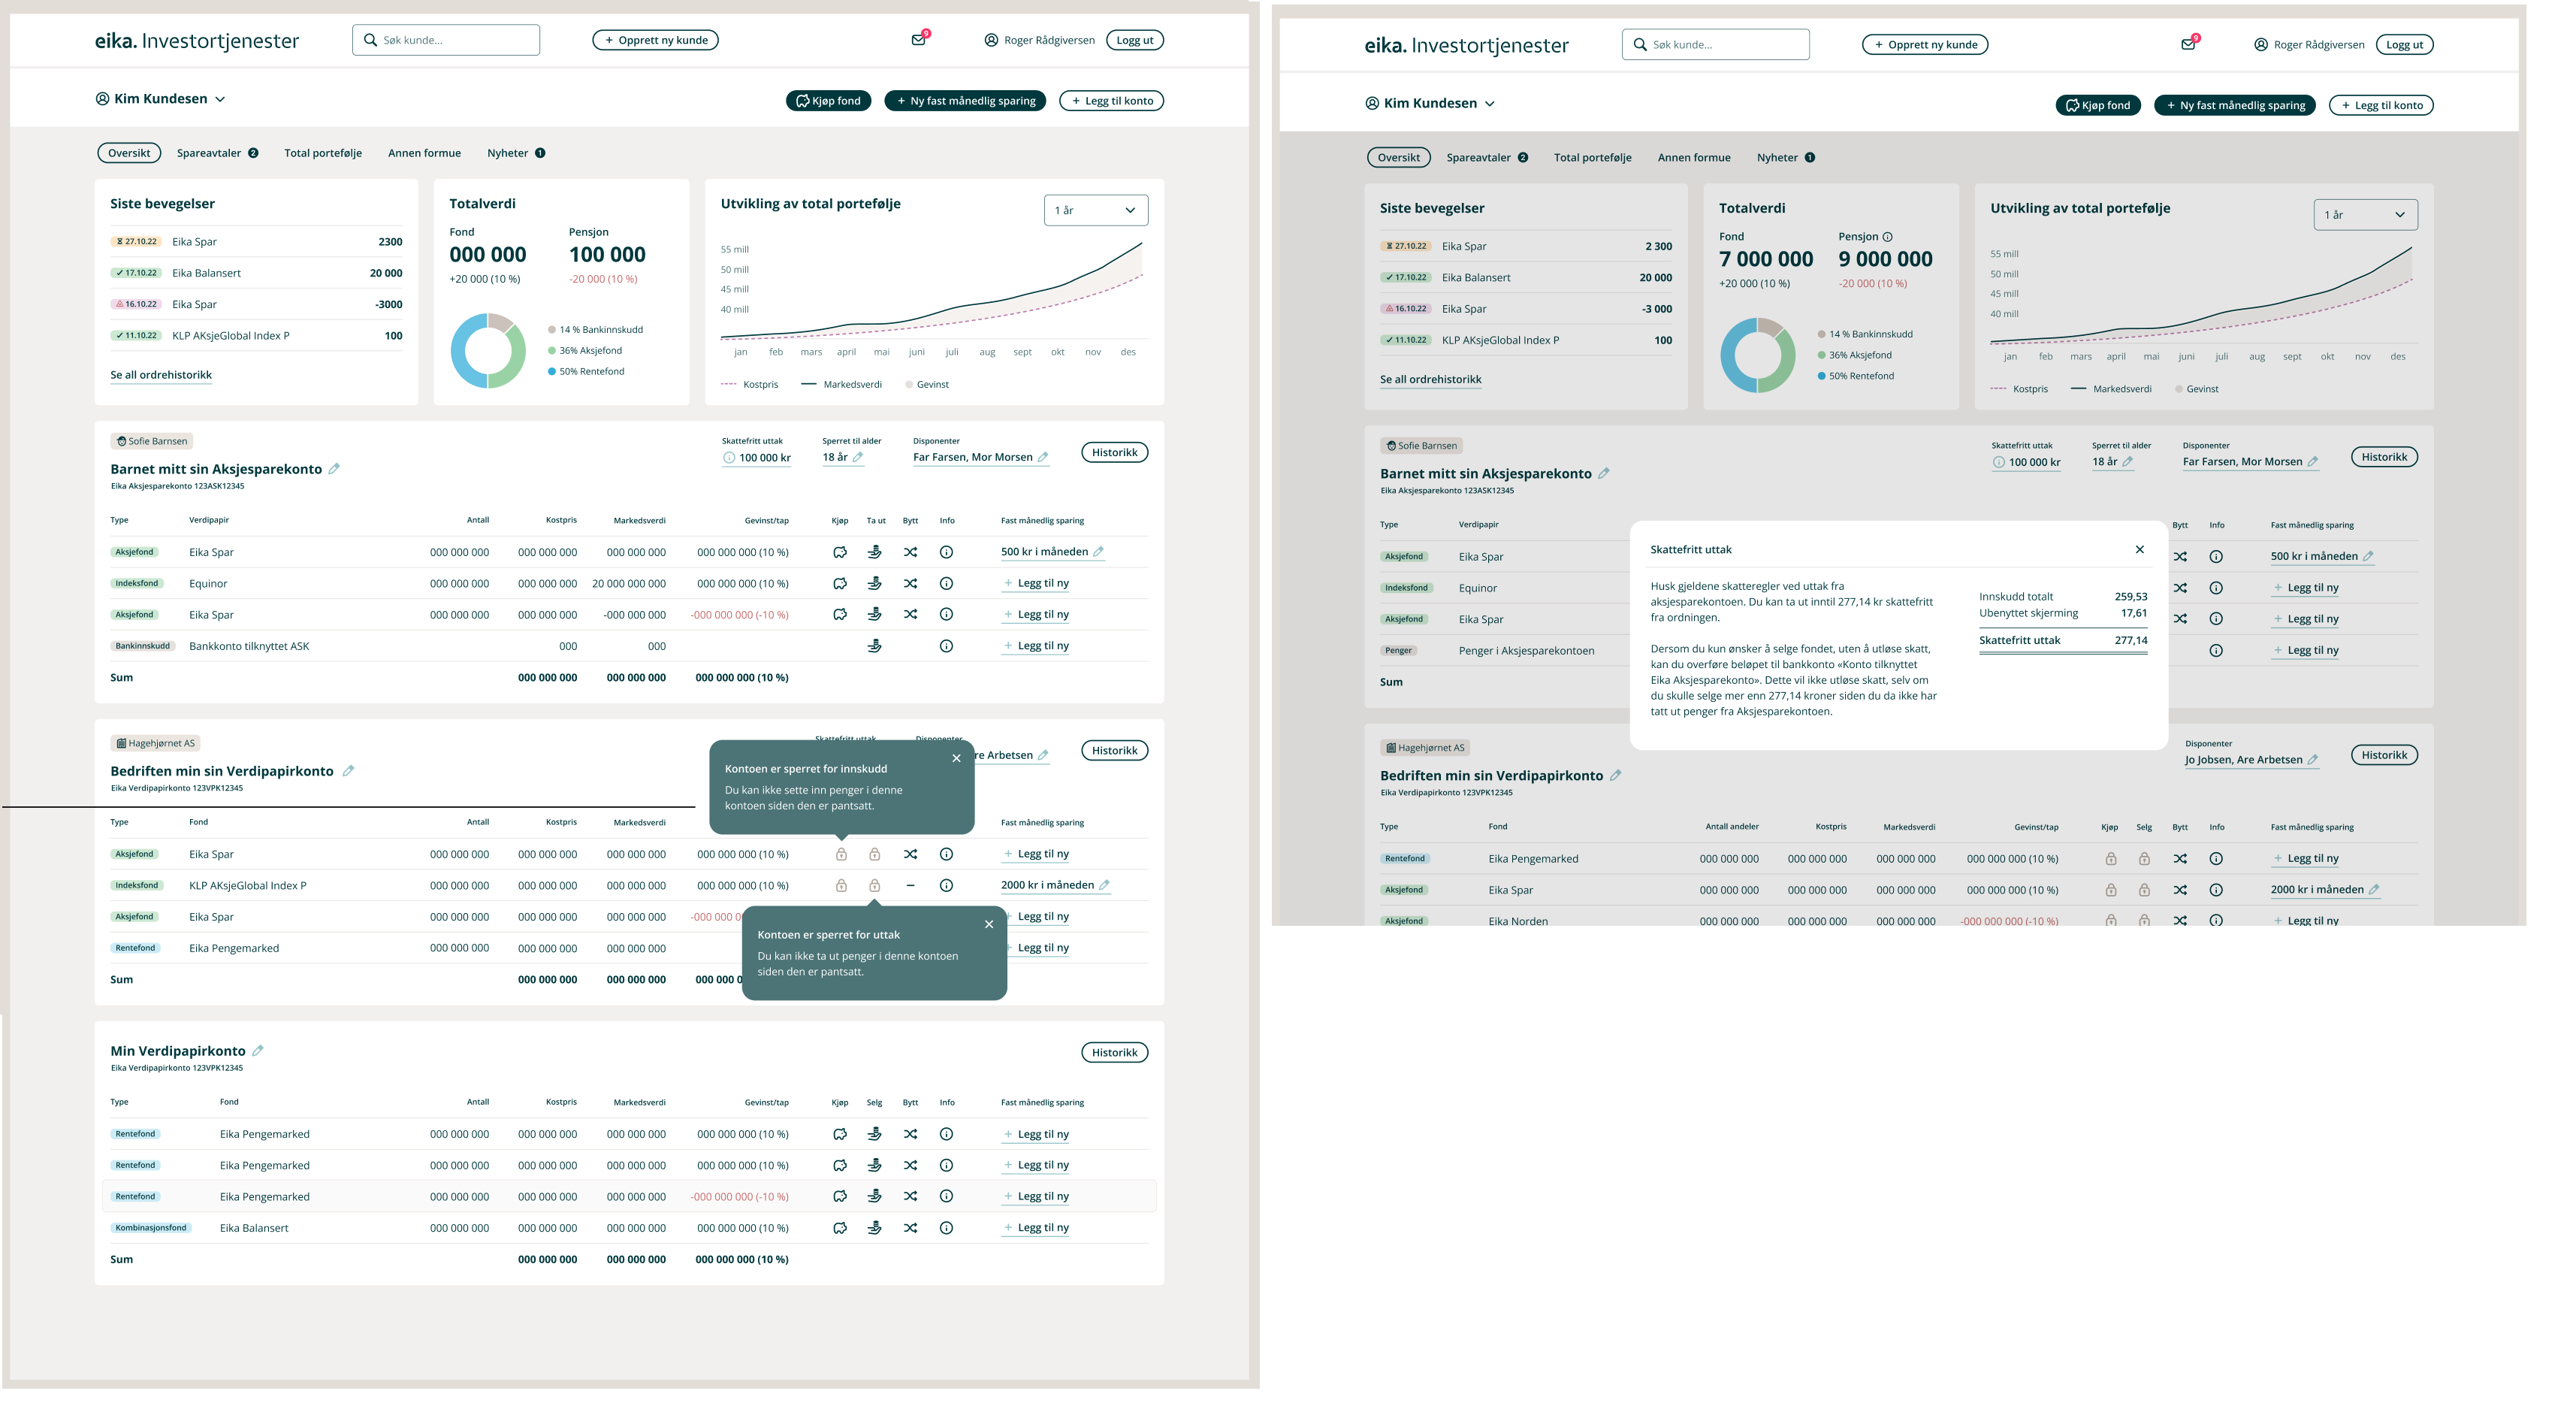 eika. Investortjenester
Søk kunde...
+ Opprett ny kunde
9
Roger Rådgiversen
Logg ut
Kim Kundesen
Kjøp fond
+ Ny fast månedlig sparing
+ Legg til konto
Oversikt
Spareavtaler 2
Total portefølje
Annen formue
Nyheter 1
Siste bevegelser
27.10.22 Eika Spar 2300
17.10.22 Eika Balansert 20 000
16.10.22 Eika Spar -3000
11.10.22 KLP AKsjeGlobal Index P 100
Se all ordrehistorikk
Totalverdi
Fond Pensjon
000 000 100 000
+20 000 (10 %) -20 000 (10 %)
14 % Bankinnskudd
36% Aksjefond
50% Rentefond
Utvikling av total portefølje
1 år
55 mill
50 mill
45 mill
40 mill
jan feb mars april mai juni juli aug sept okt nov des
Kostpris Markedsverdi Gevinst
Sofie Barnsen
Barnet mitt sin Aksjesparekonto
Eika Aksjesparekonto 123ASK12345
Skattefritt uttak Sperret til alder Disponenter
100 000 kr 18 år Far Farsen, Mor Morsen
Historikk
Type Verdipapir Antall Kostpris Markedsverdi Gevinst/tap Kjøp Ta ut Bytt Info Fast månedlig sparing
Aksjefond Eika Spar 000 000 000 000 000 000 000 000 000 000 000 000 (10 %) 500 kr i måneden
Indeksfond Equinor 000 000 000 000 000 000 20 000 000 000 000 000 000 (10 %) + Legg til ny
Aksjefond Eika Spar 000 000 000 000 000 000 -000 000 000 -000 000 000 (-10 %) + Legg til ny
Bankinnskudd Bankkonto tilknyttet ASK 000 000 + Legg til ny
Sum 000 000 000 000 000 000 000 000 000 (10 %)
Hagehjørnet AS
Bedriften min sin Verdipapirkonto
Eika Verdipapirkonto 123VPK12345
Skattefritt uttak Disponenter
re Arbetsen
Historikk
Kontoen er sperret for innskudd
Du kan ikke sette inn penger i denne
kontoen siden den er pantsatt.
Type Fond Antall Kostpris Markedsverdi Fast månedlig sparing
Aksjefond Eika Spar 000 000 000 000 000 000 000 000 000 000 000 000 (10 %) + Legg til ny
Indeksfond KLP AKsjeGlobal Index P 000 000 000 000 000 000 000 000 000 000 000 000 (10 %) – 2000 kr i måneden
Aksjefond Eika Spar 000 000 000 000 000 000 000 000 000 -000 000 0 + Legg til ny
Rentefond Eika Pengemarked 000 000 000 000 000 000 000 000 000 + Legg til ny
Sum 000 000 000 000 000 000 000 000 0
Kontoen er sperret for uttak
Du kan ikke ta ut penger i denne kontoen
siden den er pantsatt.
Min Verdipapirkonto
Eika Verdipapirkonto 123VPK12345
Historikk
Type Fond Antall Kostpris Markedsverdi Gevinst/tap Kjøp Selg Bytt Info Fast månedlig sparing
Rentefond Eika Pengemarked 000 000 000 000 000 000 000 000 000 000 000 000 (10 %) + Legg til ny
Rentefond Eika Pengemarked 000 000 000 000 000 000 000 000 000 000 000 000 (10 %) + Legg til ny
Rentefond Eika Pengemarked 000 000 000 000 000 000 000 000 000 -000 000 000 (-10 %) + Legg til ny
Kombinasjonsfond Eika Balansert 000 000 000 000 000 000 000 000 000 000 000 000 (10 %) + Legg til ny
Sum 000 000 000 000 000 000 000 000 000 (10 %)
eika. Investortjenester
Søk kunde...
+ Opprett ny kunde
9
Roger Rådgiversen
Logg ut
Kim Kundesen
Kjøp fond
+ Ny fast månedlig sparing
+ Legg til konto
Oversikt
Spareavtaler 2
Total portefølje
Annen formue
Nyheter 1
Siste bevegelser
27.10.22 Eika Spar 2 300
17.10.22 Eika Balansert 20 000
16.10.22 Eika Spar -3 000
11.10.22 KLP AKsjeGlobal Index P 100
Se all ordrehistorikk
Totalverdi
Fond Pensjon
7 000 000 9 000 000
+20 000 (10 %) -20 000 (10 %)
14 % Bankinnskudd
36% Aksjefond
50% Rentefond
Utvikling av total portefølje
1 år
55 mill
50 mill
45 mill
40 mill
jan feb mars april mai juni juli aug sept okt nov des
Kostpris Markedsverdi Gevinst
Sofie Barnsen
Barnet mitt sin Aksjesparekonto
Eika Aksjesparekonto 123ASK12345
Skattefritt uttak Sperret til alder Disponenter
100 000 kr 18 år Far Farsen, Mor Morsen
Historikk
Type Verdipapir Bytt Info Fast månedlig sparing
Aksjefond Eika Spar 500 kr i måneden
Indeksfond Equinor + Legg til ny
Aksjefond Eika Spar + Legg til ny
Penger Penger i Aksjesparekontoen + Legg til ny
Sum
Skattefritt uttak
Husk gjeldene skatteregler ved uttak fra
aksjesparekontoen. Du kan ta ut inntil 277,14 kr skattefritt
fra ordningen.
Dersom du kun ønsker å selge fondet, uten å utløse skatt,
kan du overføre beløpet til bankkonto «Konto tilknyttet
Eika Aksjesparekonto». Dette vil ikke utløse skatt, selv om
du skulle selge mer enn 277,14 kroner siden du da ikke har
tatt ut penger fra Aksjesparekontoen.
Innskudd totalt 259,53
Ubenyttet skjerming 17,61
Skattefritt uttak 277,14
Hagehjørnet AS
Bedriften min sin Verdipapirkonto
Eika Verdipapirkonto 123VPK12345
Disponenter
Jo Jobsen, Are Arbetsen
Historikk
Type Fond Antall andeler Kostpris Markedsverdi Gevinst/tap Kjøp Selg Bytt Info Fast månedlig sparing
Rentefond Eika Pengemarked 000 000 000 000 000 000 000 000 000 000 000 000 (10 %) + Legg til ny
Aksjefond Eika Spar 000 000 000 000 000 000 000 000 000 000 000 000 (10 %) 2000 kr i måneden
Aksjefond Eika Norden 000 000 000 000 000 000 000 000 000 -000 000 000 (-10 %) + Legg til ny